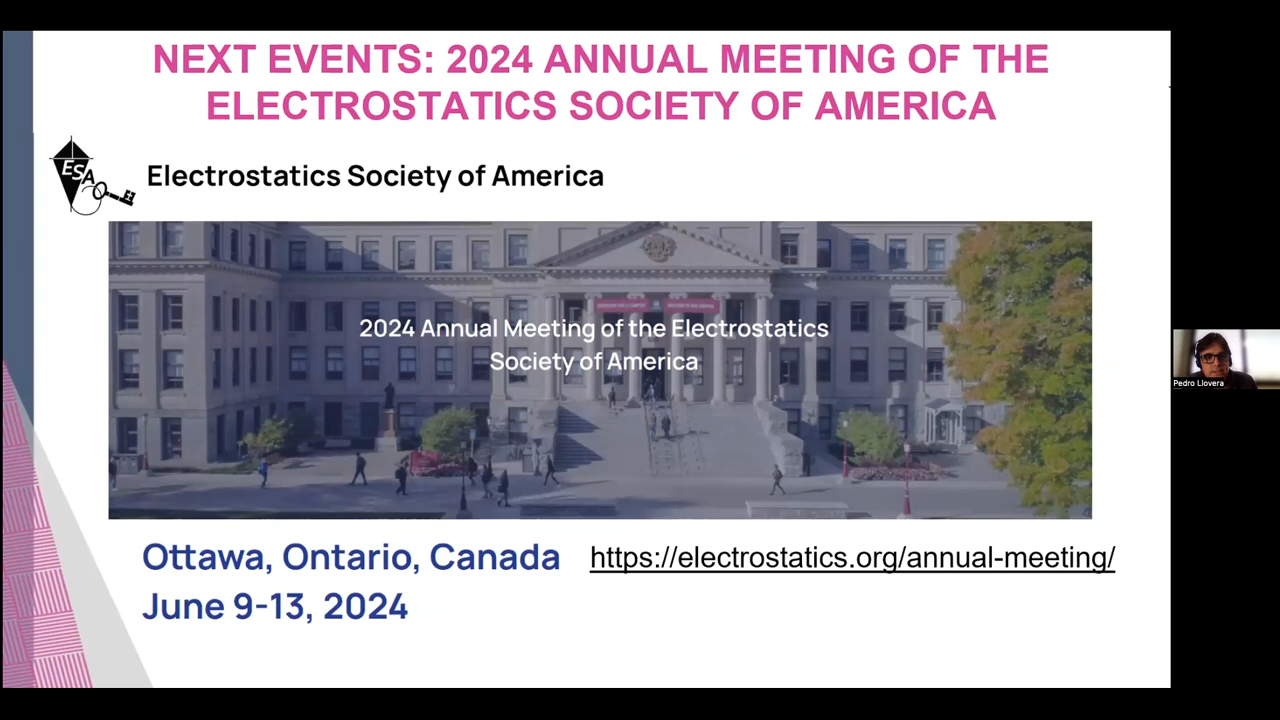 NEXT EVENTS: 2024 ANNUAL MEETING OF THE
ELECTROSTATICS SOCIETY OF AMERICA
ESA
Electrostatics Society of America
2024 Annual Meeting of the Electrostatics
Society of America
Ottawa, Ontario, Canada
https://electrostatics.org/annual-meeting/
June 9-13, 2024
Pedro Llovera